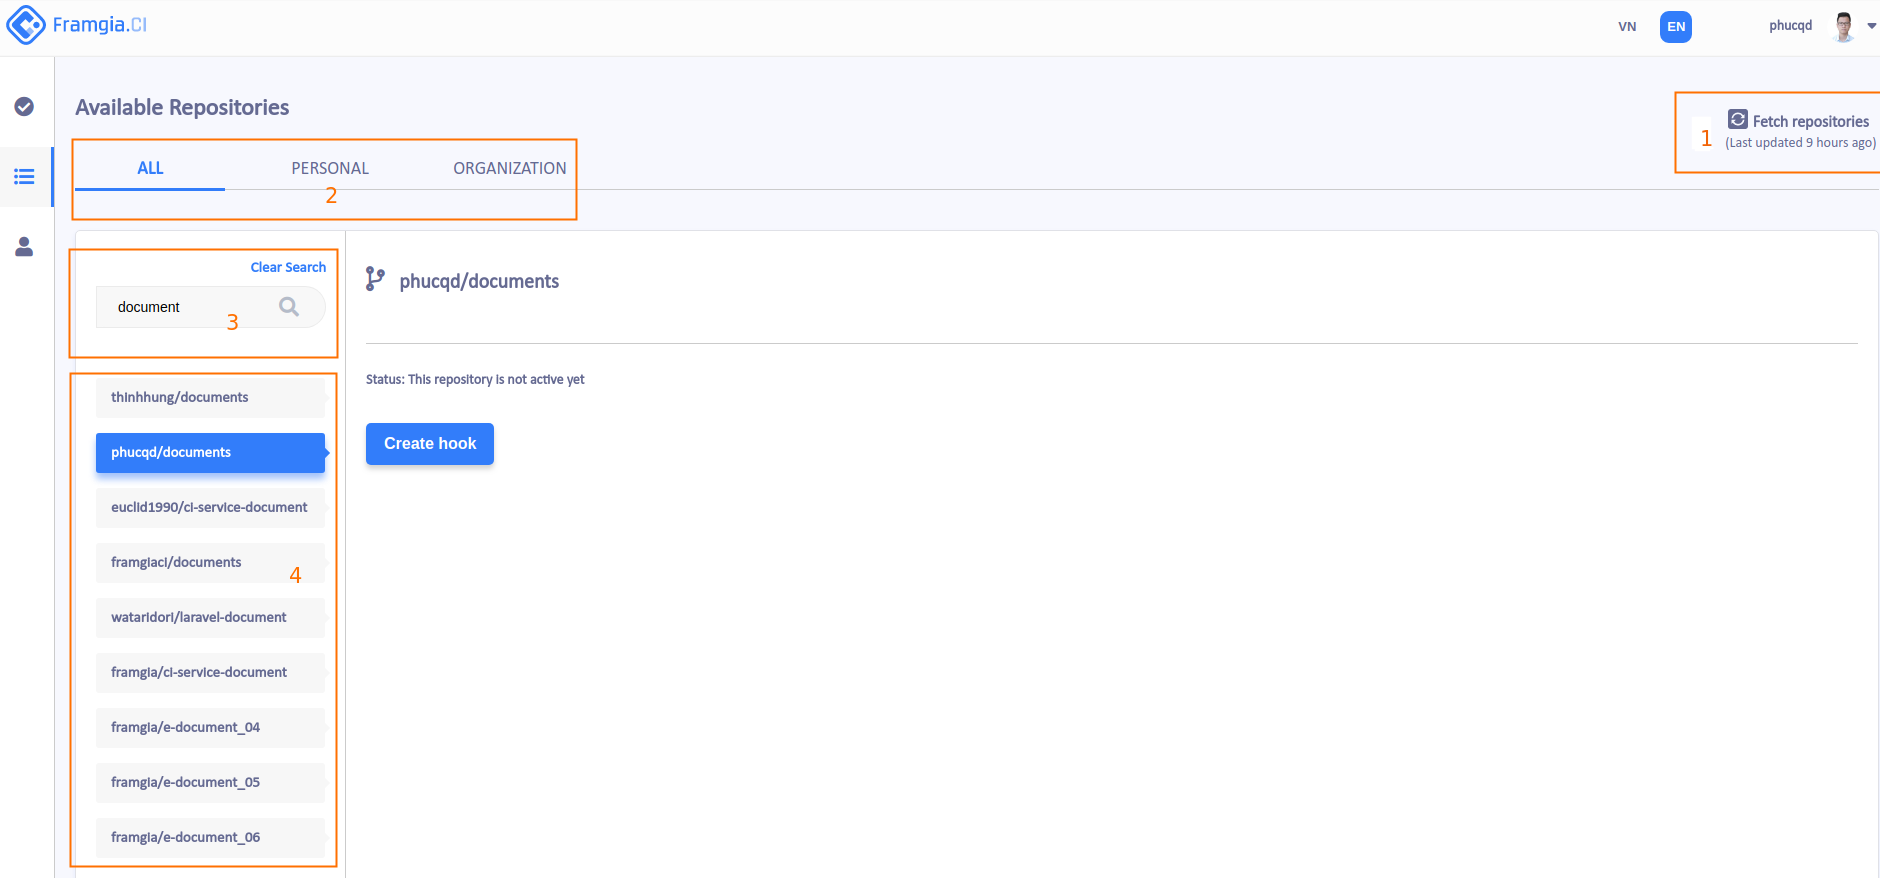 Framgia.CI
VN
EN
phucqd
Available Repositories
Fetch repositories
1
(Last updated 9 hours ago)
ALL
PERSONAL
ORGANIZATION
2
Clear Search
document
3
phucqd/documents
Status: This repository is not active yet
Create hook
thinhhung/documents
phucqd/documents
euclid1990/ci-service-document
framgiaci/documents
4
wataridori/laravel-document
framgia/ci-service-document
framgia/e-document_04
framgia/e-document_05
framgia/e-document_06